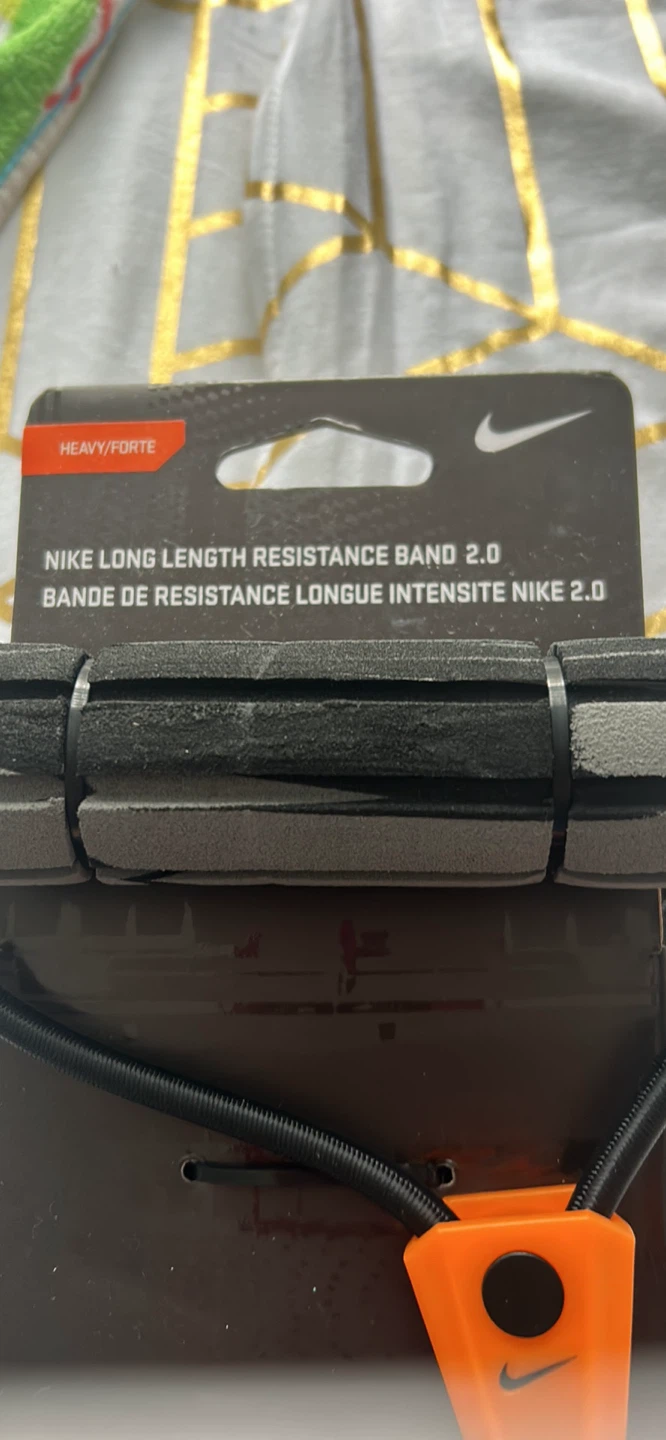 HEAVY/FORTE
NIKE LONG LENGTH RESISTANCE BAND 2.0
BANDE DE RESISTANCE LONGUE INTENSITE NIKE 2.0